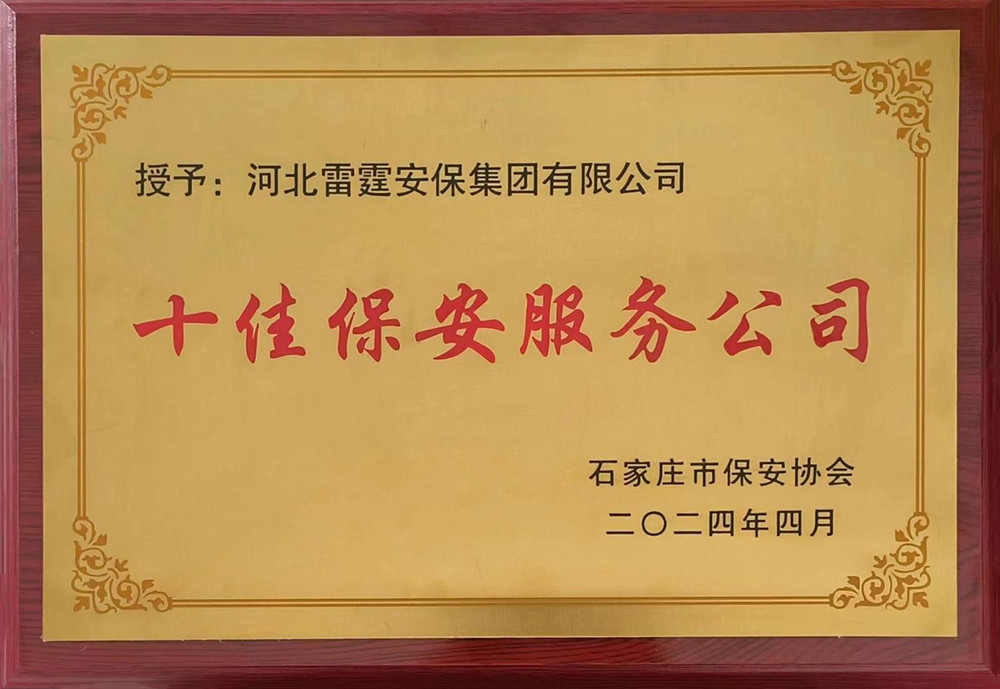 授予：河北雷霆安保集团有限公司
十佳保安服务公司
石家庄市保安协会
二〇二四年四月